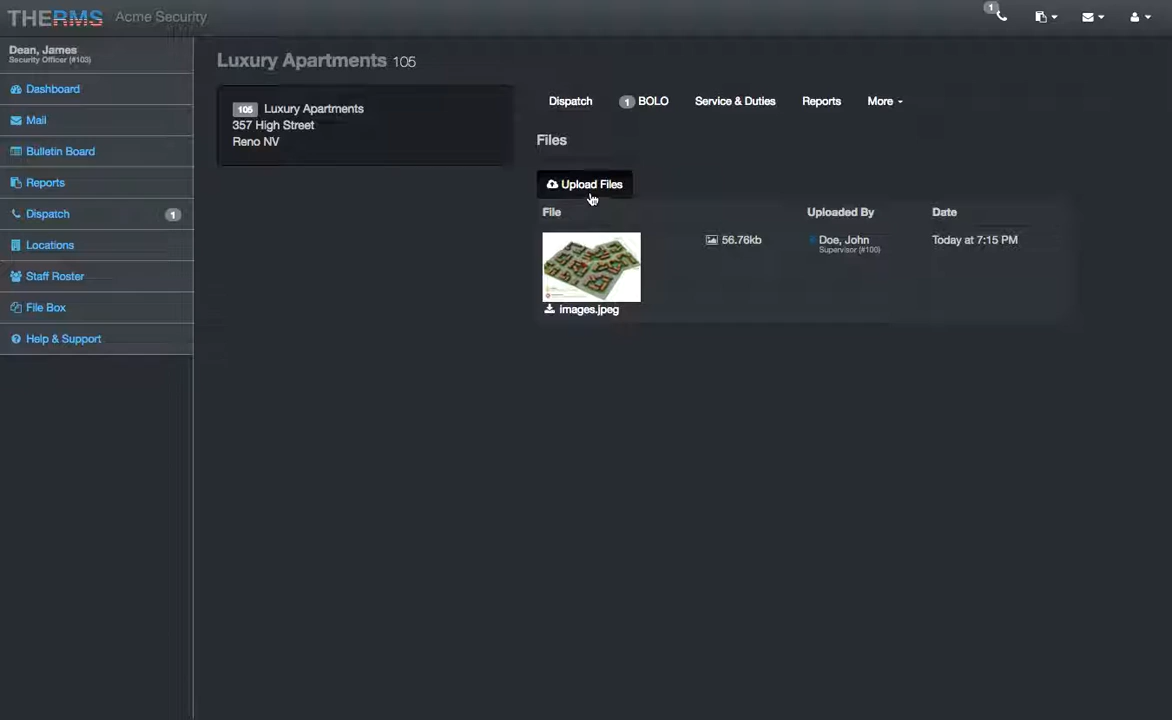 THERMS Acme Security
1
Dean, James
Security Officer (#103)
Dashboard
Mail
Bulletin Board
Reports
Dispatch 1
Locations
Staff Roster
File Box
Help & Support
Luxury Apartments 105
105 Luxury Apartments
357 High Street
Reno NV
Dispatch 1 BOLO Service & Duties Reports More
Files
Upload Files
File Uploaded By Date
56.76kb Doe, John Today at 7:15 PM
Supervisor (#100)
images.jpeg